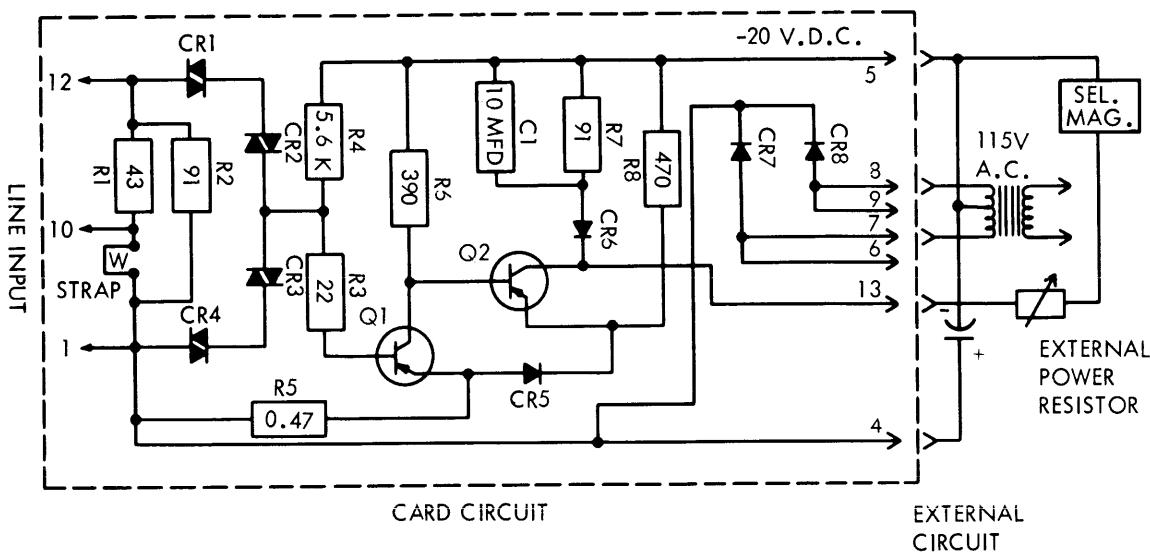 CR1
-20 V.D.C.
12
5
SEL.
MAG.
CR2
5.6 K
R4
10 MFD
C1
91
R7
CR7
CR8
115V
A.C.
R1
43
91
R2
390
R6
R8
470
8
9
LINE INPUT
10
CR6
7
W
Q2
6
STRAP
CR3
22
R3
13
-
CR4
Q1
1
+
EXTERNAL
POWER
RESISTOR
R5
CR5
0.47
4
CARD CIRCUIT
EXTERNAL
CIRCUIT